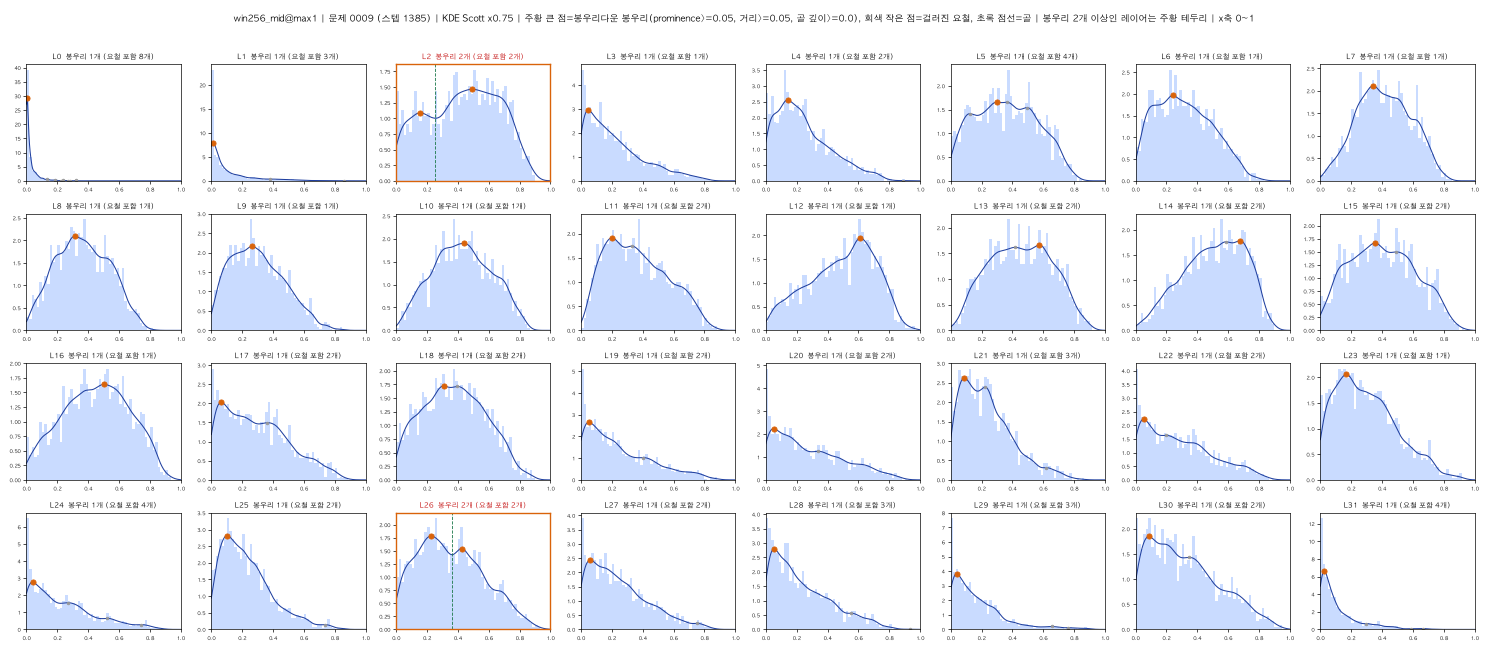 win256_mid@max1 | 문제 0009 (스텝 1385) | KDE Scott x0.75 | 주황 큰 점=봉우리다운 봉우리(prominence>=0.05, 거리>=0.05, 골 깊이>=0.0), 회색 작은 점=걸러진 요철, 초록 점선=골 | 봉우리 2개 이상인 레이어는 주황 테두리 | x축 0~1
L0 봉우리 1개 (요철 포함 8개)
L1 봉우리 1개 (요철 포함 3개)
L2 봉우리 2개 (요철 포함 2개)
L3 봉우리 1개 (요철 포함 1개)
L4 봉우리 1개 (요철 포함 2개)
L5 봉우리 1개 (요철 포함 4개)
L6 봉우리 1개 (요철 포함 1개)
L7 봉우리 1개 (요철 포함 1개)
L8 봉우리 1개 (요철 포함 1개)
L9 봉우리 1개 (요철 포함 1개)
L10 봉우리 1개 (요철 포함 1개)
L11 봉우리 1개 (요철 포함 2개)
L12 봉우리 1개 (요철 포함 1개)
L13 봉우리 1개 (요철 포함 2개)
L14 봉우리 1개 (요철 포함 2개)
L15 봉우리 1개 (요철 포함 2개)
L16 봉우리 1개 (요철 포함 1개)
L17 봉우리 1개 (요철 포함 2개)
L18 봉우리 1개 (요철 포함 2개)
L19 봉우리 1개 (요철 포함 2개)
L20 봉우리 1개 (요철 포함 2개)
L21 봉우리 1개 (요철 포함 3개)
L22 봉우리 1개 (요철 포함 2개)
L23 봉우리 1개 (요철 포함 1개)
L24 봉우리 1개 (요철 포함 4개)
L25 봉우리 1개 (요철 포함 2개)
L26 봉우리 2개 (요철 포함 2개)
L27 봉우리 1개 (요철 포함 2개)
L28 봉우리 1개 (요철 포함 3개)
L29 봉우리 1개 (요철 포함 3개)
L30 봉우리 1개 (요철 포함 2개)
L31 봉우리 1개 (요철 포함 4개)